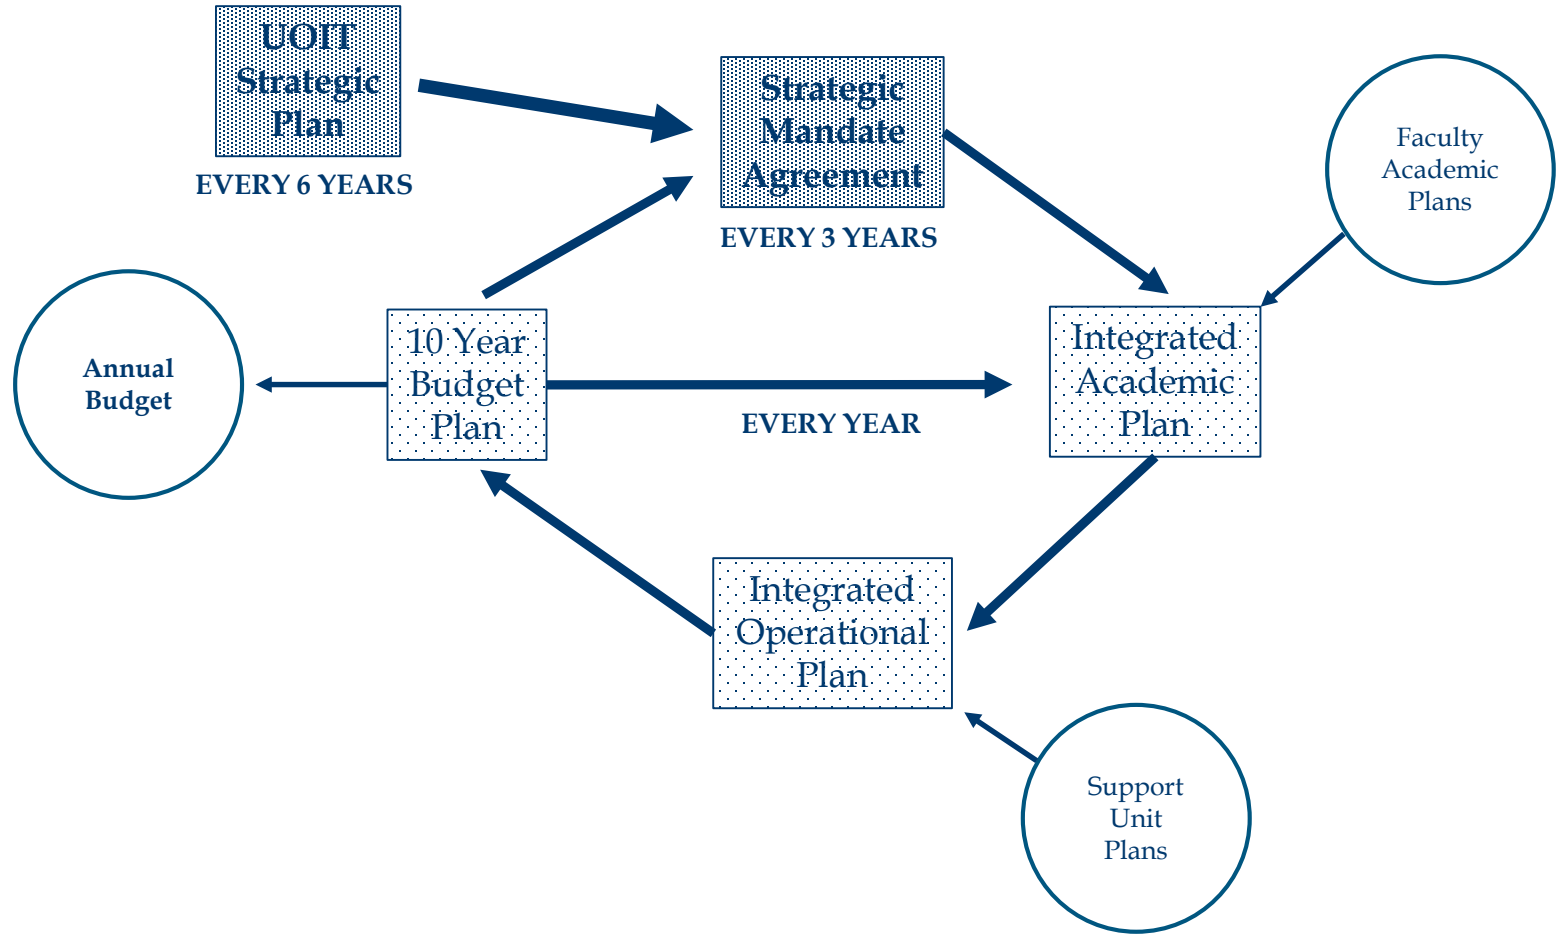 UOIT
Strategic
Plan
EVERY 6 YEARS
Strategic
Mandate
Agreement
EVERY 3 YEARS
Faculty
Academic
Plans
Annual
Budget
10 Year
Budget
Plan
EVERY YEAR
Integrated
Academic
Plan
Integrated
Operational
Plan
Support
Unit
Plans